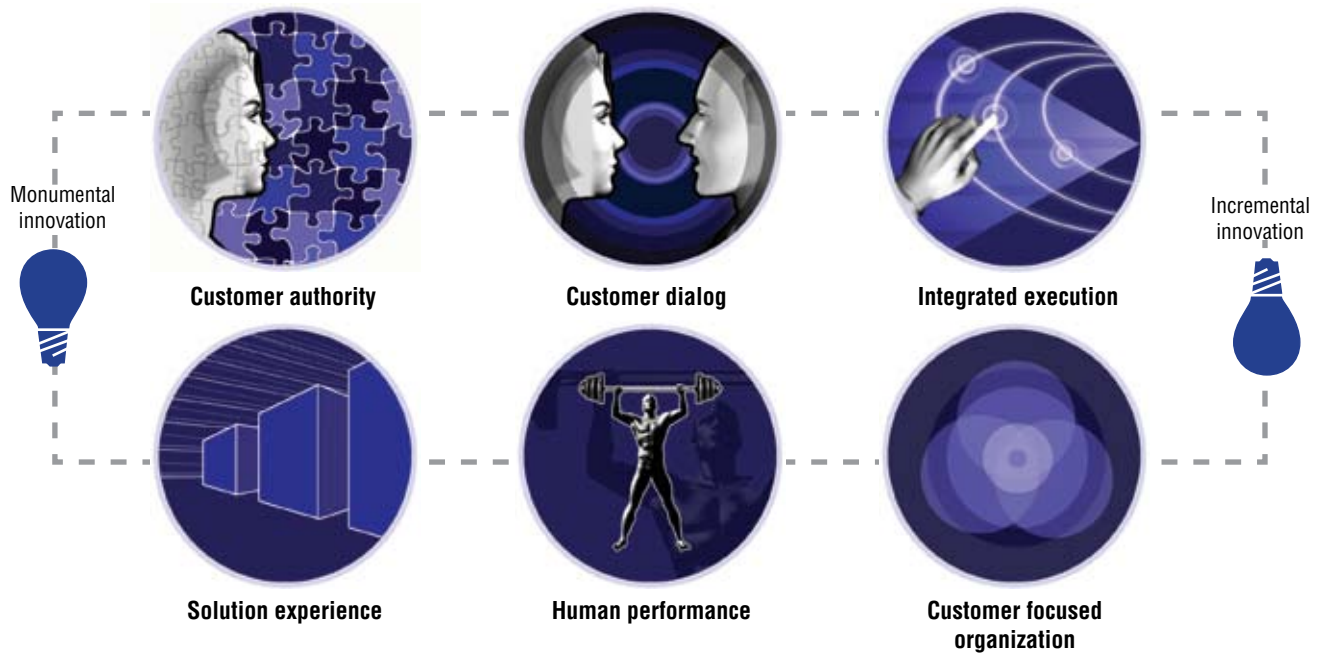 Monumental
innovation
Customer authority
Customer dialog
Integrated execution
Incremental
innovation
Solution experience
Human performance
Customer focused
organization